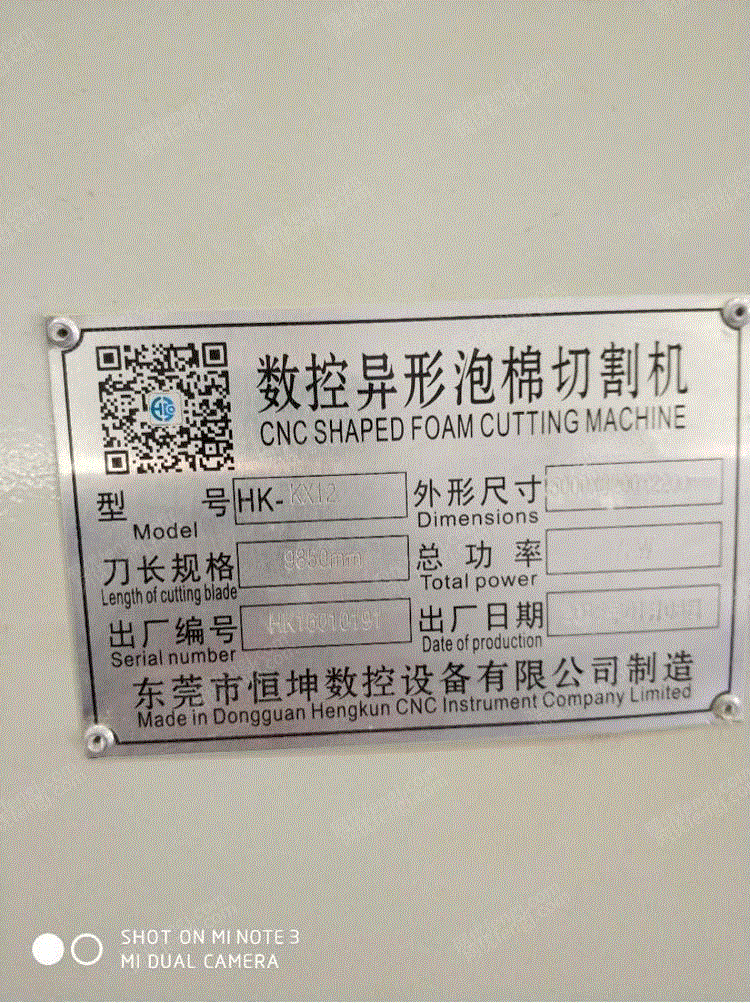 数控异形泡棉切割机
CNC SHAPED FOAM CUTTING MACHINE
型 号 HK-KX12 外形尺寸
Model Dimensions
刀长规格 9850mm 总 功 率
Length of cutting blade Total power
出厂编号 出厂日期
Serial number Date of production
东莞市恒坤数控设备有限公司制造
Made in Dongguan Hengkun CNC Instrument Company Limited
SHOT ON MI NOTE 3
MI DUAL CAMERA